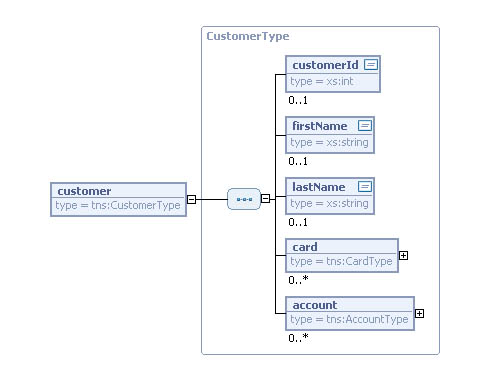 CustomerType
customerId
type = xs:int
0..1
firstName
type = xs:string
0..1
lastName
type = xs:string
0..1
customer
type = tns:CustomerType
card
type = tns:CardType
0..*
account
type = tns:AccountType
0..*